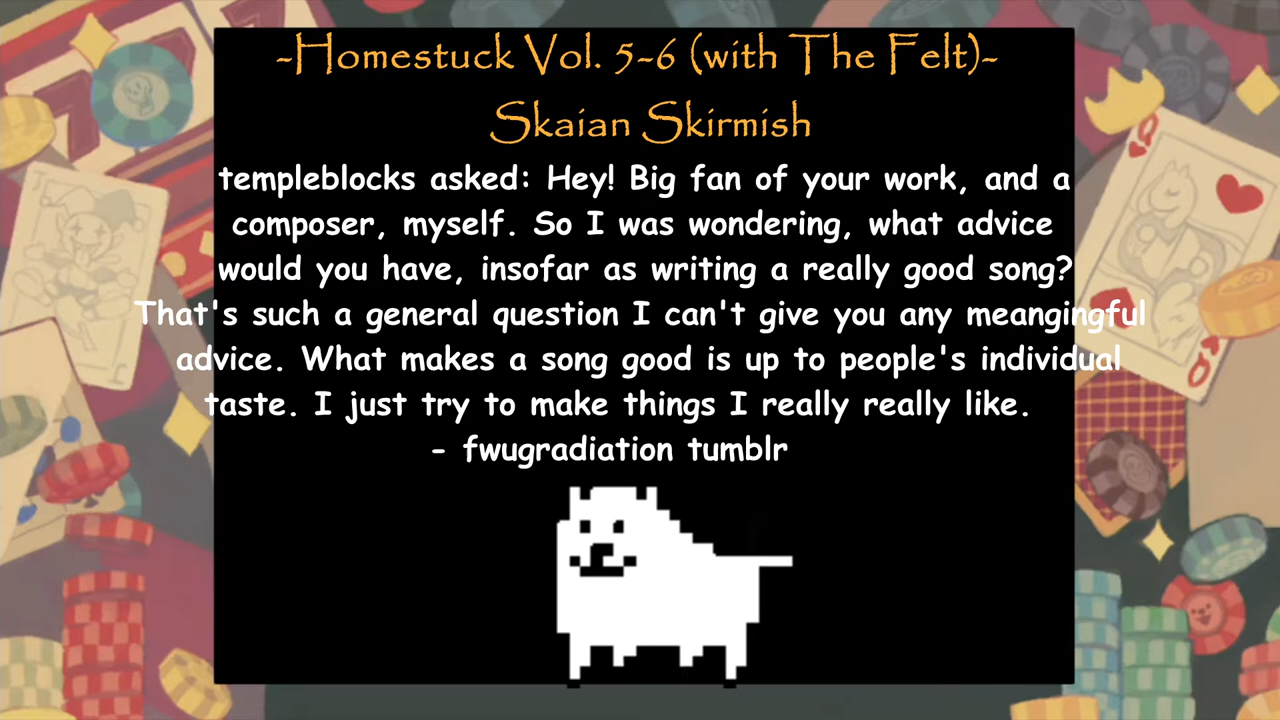 -Homestuck Vol. 5-6 (with The Felt)-
Skaian Skirmish
templeblocks asked: Hey! Big fan of your work, and a
composer, myself. So I was wondering, what advice
would you have, insofar as writing a really good song?
That's such a general question I can't give you any meangingful
advice. What makes a song good is up to people's individual
taste. I just try to make things I really really like.
- fwugradiation tumblr
Q
Q